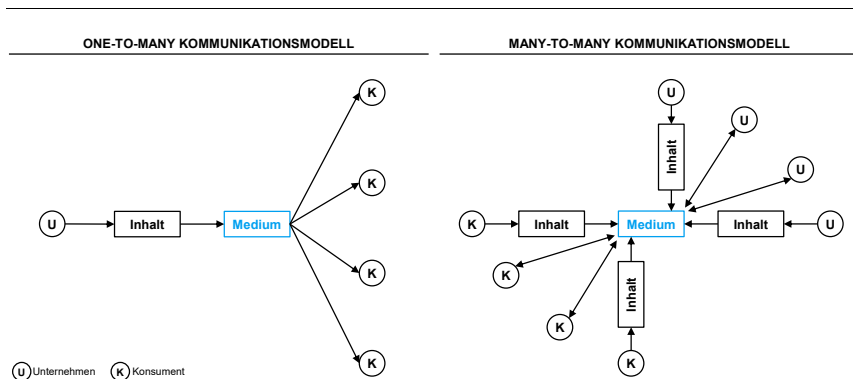 ONE-TO-MANY KOMMUNIKATIONSMODELL
K
K
U
Inhalt
Medium
K
K
U Unternehmen
K Konsument
MANY-TO-MANY KOMMUNIKATIONSMODELL
U
U
Inhalt
U
K
Inhalt
Medium
Inhalt
U
K
Inhalt
K
K